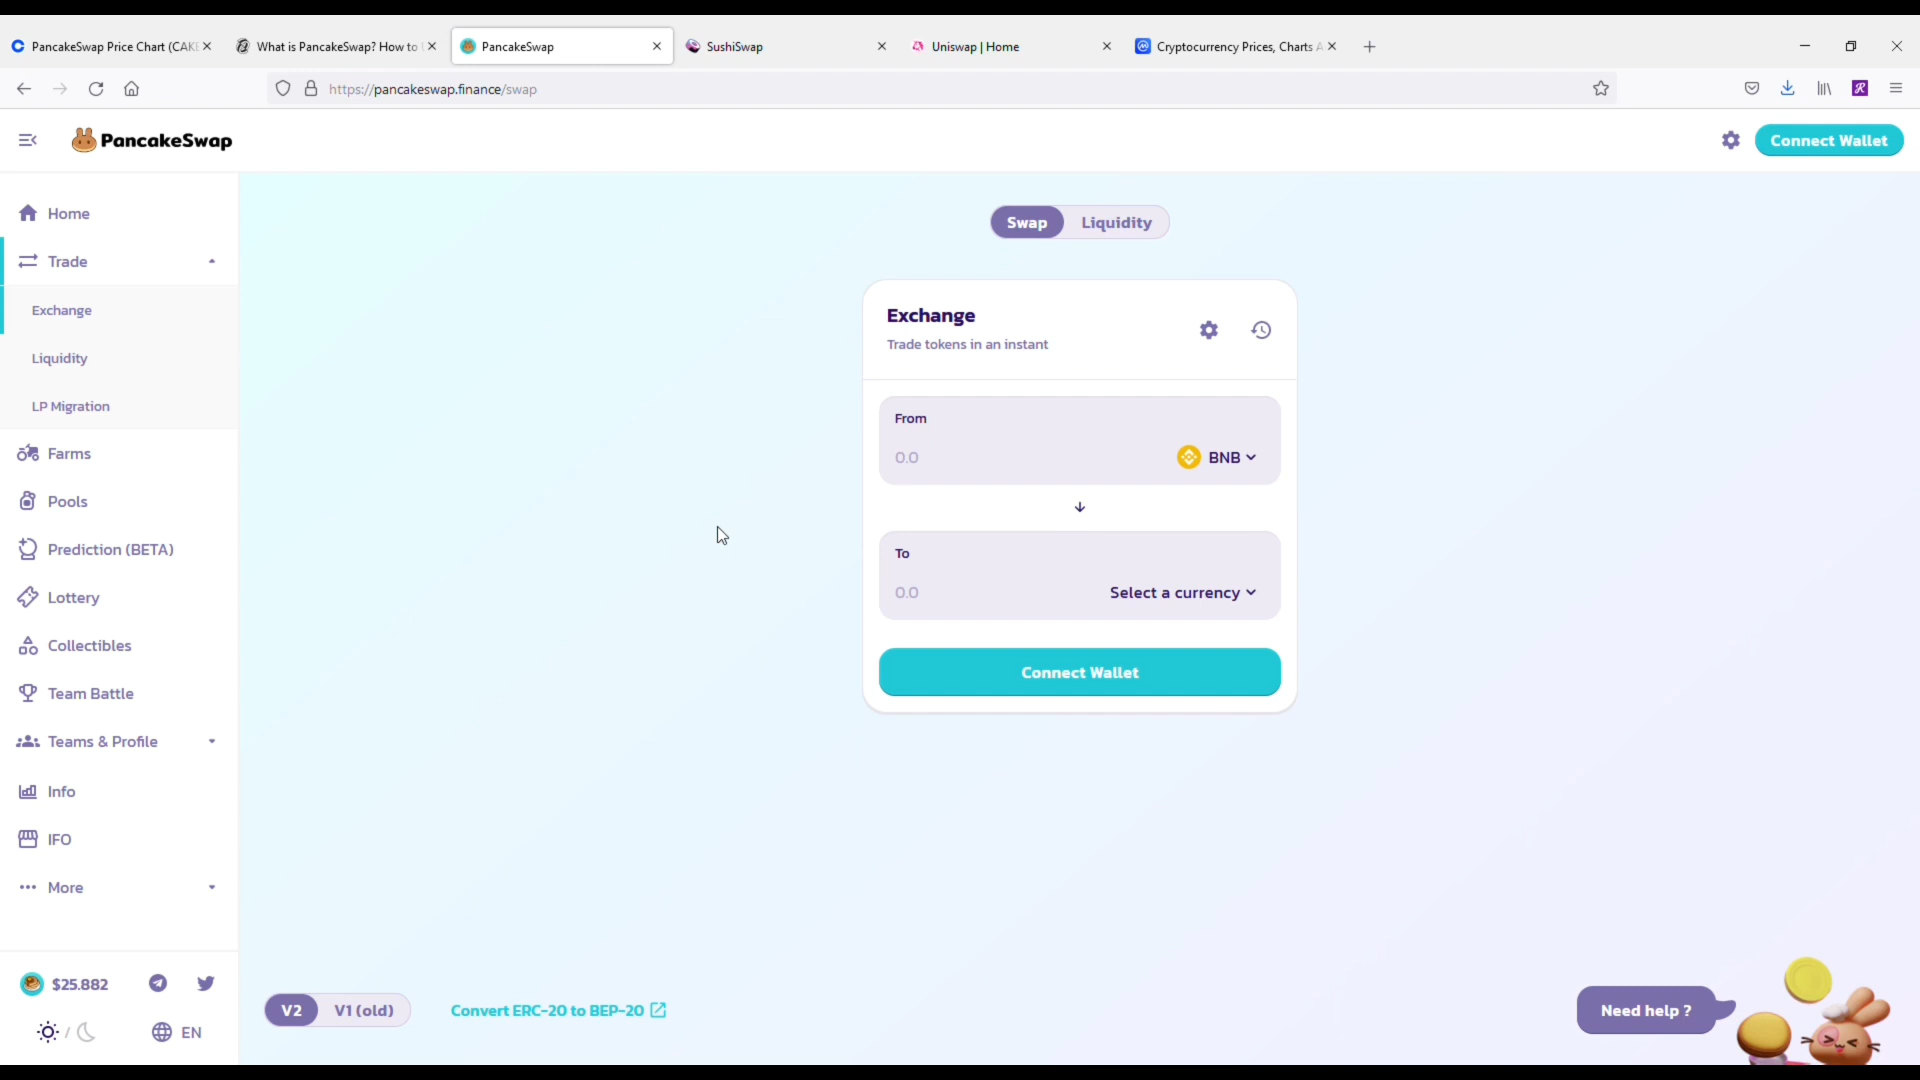 PancakeSwap Price Chart (CAKE
What is PancakeSwap? How to
PancakeSwap
SushiSwap
Uniswap | Home
Cryptocurrency Prices, Charts
https://pancakeswap.finance/swap
PancakeSwap
Connect Wallet
Home
Trade
Exchange
Liquidity
LP Migration
Farms
Pools
Prediction (BETA)
Lottery
Collectibles
Team Battle
Teams & Profile
Info
IFO
More
$25.882
/
EN
Swap
Liquidity
Exchange
Trade tokens in an instant
From
0.0
BNB
To
0.0
Select a currency
Connect Wallet
V2
V1 (old)
Convert ERC-20 to BEP-20
Need help ?